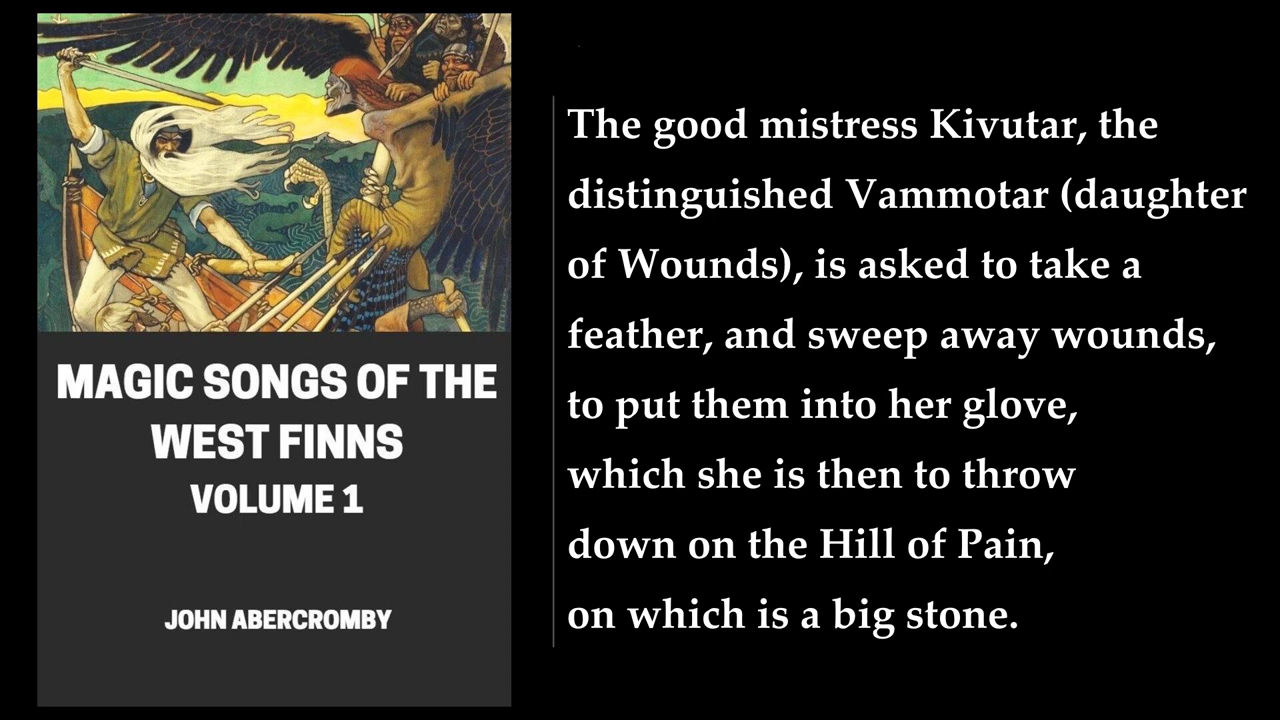 MAGIC SONGS OF THE
WEST FINNS
VOLUME 1
JOHN ABERCROMBY
The good mistress Kivutar, the
distinguished Vammotar (daughter
of Wounds), is asked to take a
feather, and sweep away wounds,
to put them into her glove,
which she is then to throw
down on the Hill of Pain,
on which is a big stone.